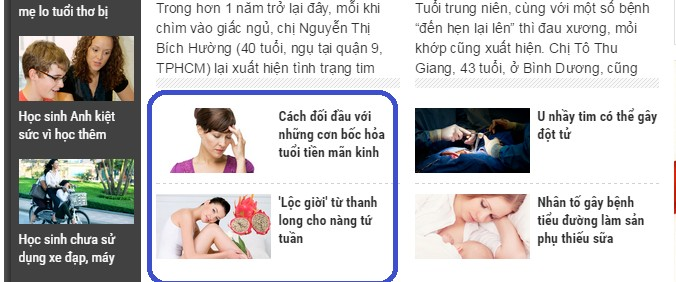 mẹ lo tuổi thơ bị
Học sinh Anh kiệt
sức vì học thêm
Học sinh chưa sử
dụng xe đạp, máy
Trong hơn 1 năm trở lại đây, mỗi khi
chìm vào giấc ngủ, chị Nguyễn Thị
Bích Hường (40 tuổi, ngụ tại quận 9,
TPHCM) lại xuất hiện tình trạng tim
Cách đối đầu với
những cơn bốc hỏa
tuổi tiền mãn kinh
'Lộc giời' từ thanh
long cho nàng tứ
tuần
Tuổi trung niên, cùng với một số bệnh
“đến hẹn lại lên” thì đau xương, mỏi
khớp cũng xuất hiện. Chị Tô Thu
Giang, 43 tuổi, ở Bình Dương, cũng
U nhầy tim có thể gây
đột tử
Nhân tố gây bệnh
tiểu đường làm sản
phụ thiếu sữa